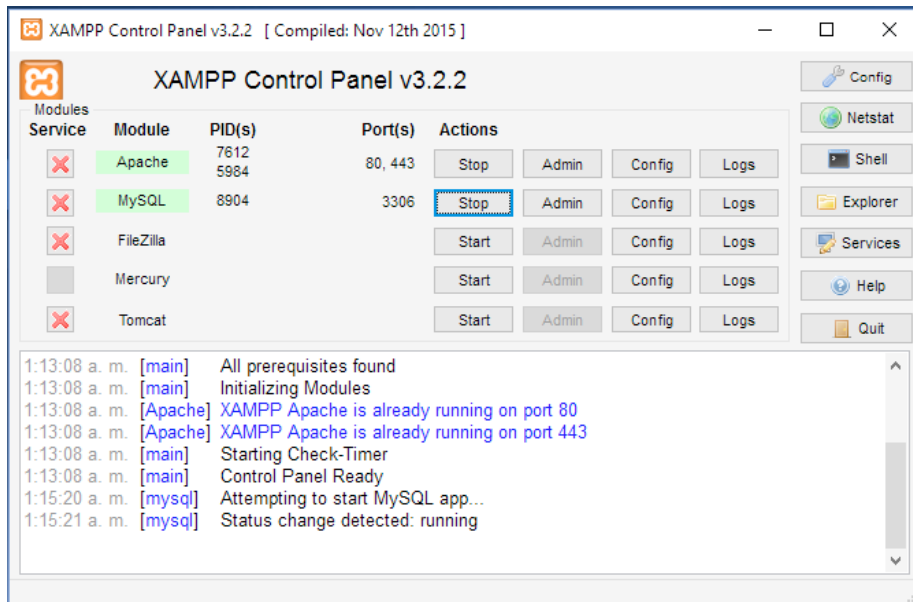 XAMPP Control Panel v3.2.2 [ Compiled: Nov 12th 2015 ]
XAMPP Control Panel v3.2.2
Config
Modules
Service Module PID(s) Port(s) Actions
Netstat
Apache 7612 5984 80, 443 Stop Admin Config Logs
Shell
MySQL 8904 3306 Stop Admin Config Logs
Explorer
FileZilla Start Admin Config Logs
Services
Mercury Start Admin Config Logs
Help
Tomcat Start Admin Config Logs
Quit
1:13:08 a. m. [main] All prerequisites found
1:13:08 a. m. [main] Initializing Modules
1:13:08 a. m. [Apache] XAMPP Apache is already running on port 80
1:13:08 a. m. [Apache] XAMPP Apache is already running on port 443
1:13:08 a. m. [main] Starting Check-Timer
1:13:08 a. m. [main] Control Panel Ready
1:15:20 a. m. [mysql] Attempting to start MySQL app...
1:15:21 a. m. [mysql] Status change detected: running